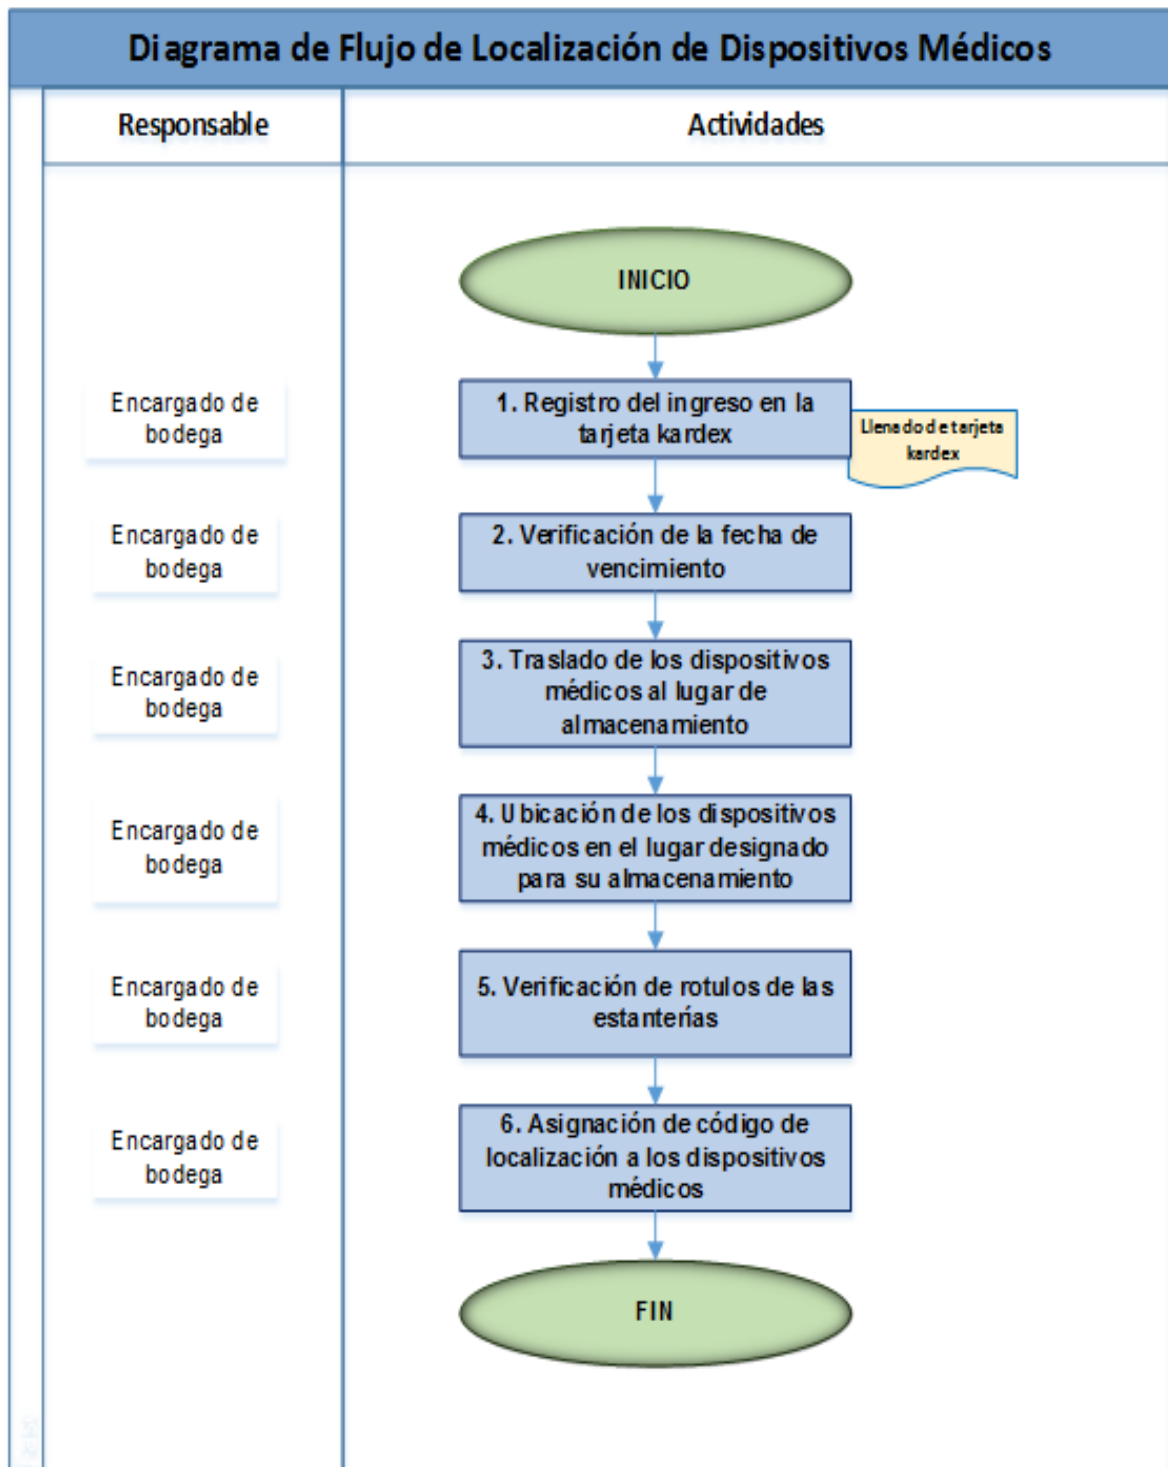 Diagrama de Flujo de Localización de Dispositivos Médicos
Responsable
Actividades
INICIO
Encargado de
bodega
1. Registro del ingreso en la
tarjeta kardex
Llenado de tarjeta
kardex
Encargado de
bodega
2. Verificación de la fecha de
vencimiento
Encargado de
bodega
3. Traslado de los dispositivos
médicos al lugar de
almacenamiento
Encargado de
bodega
4. Ubicación de los dispositivos
médicos en el lugar designado
para su almacenamiento
Encargado de
bodega
5. Verificación de rotulos de las
estanterías
Encargado de
bodega
6. Asignación de código de
localización a los dispositivos
médicos
FIN